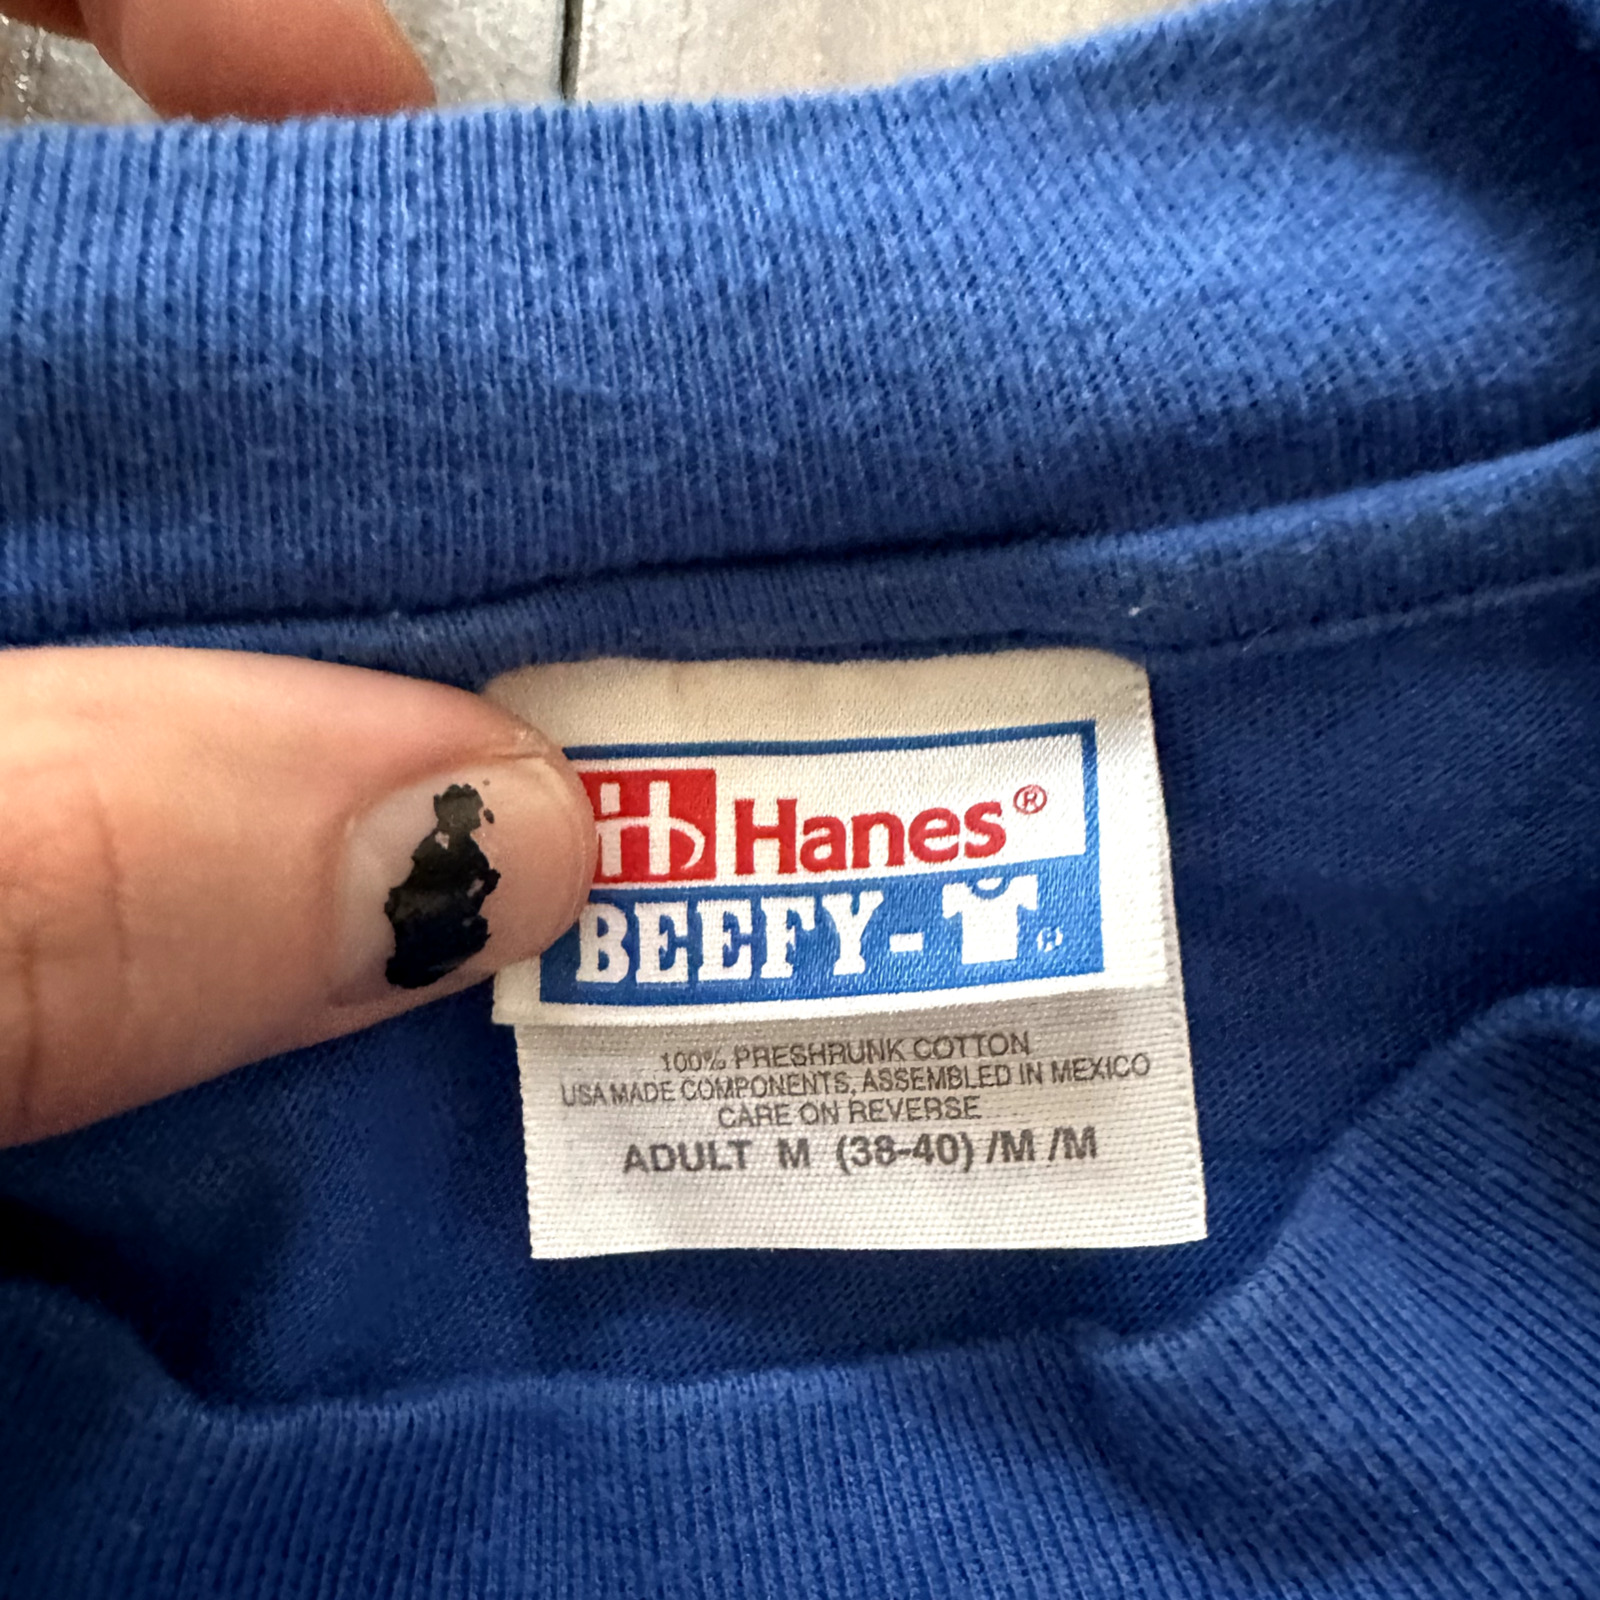 Hanes®
BEEFY-
100% PRESHRUNK COTTON
USA MADE COMPONENTS, ASSEMBLED IN MEXICO
CARE ON REVERSE
ADULT M (38-40) /M /M